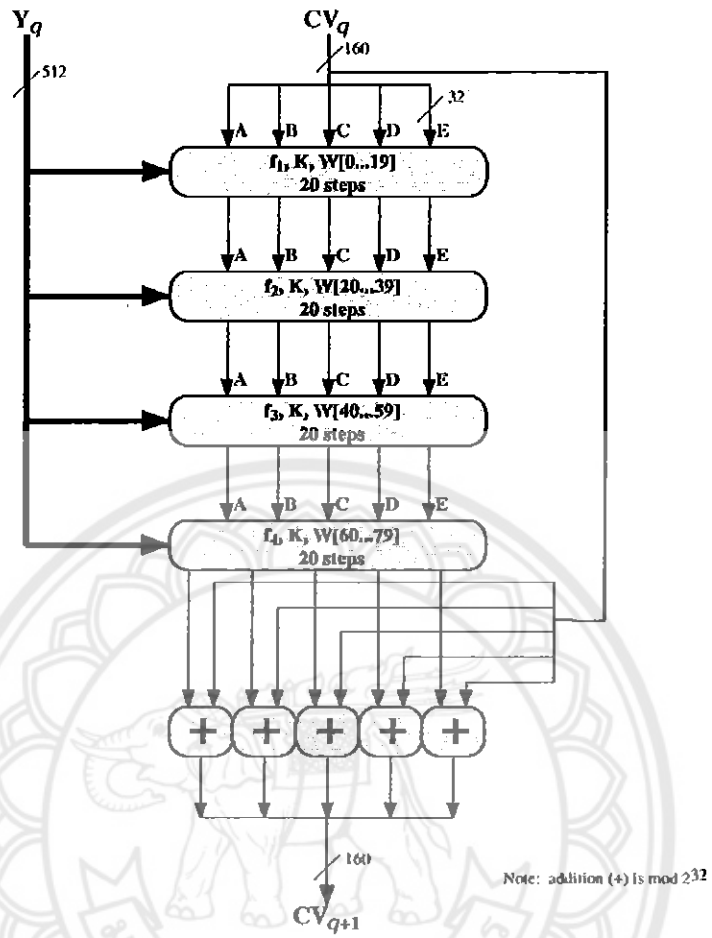 Yq CVq
160
512
32
A B C D E
f1, K, W[0...19]
20 steps
A B C D E
f2, K, W[20...39]
20 steps
A B C D E
f3, K, W[40...59]
20 steps
A B C D E
f4, K, W[60...79]
20 steps
+ + + + +
160
Note: addition (+) is mod 2^32
CVq+1